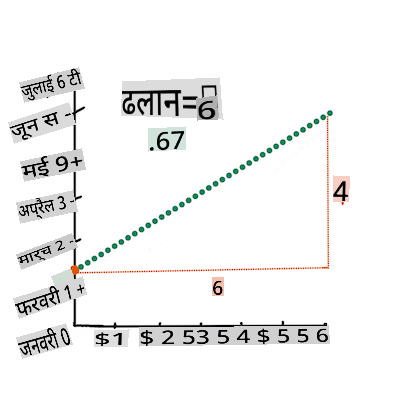 जुलाई 6 टी
ढलान=
6
जून स -
.67
मई 9+
4
अप्रैल 3 -
मारच 2 -
6
फरवरी 1 +
जनवरी 0
$1 $ 2 53 5 4 $ 5 5 6